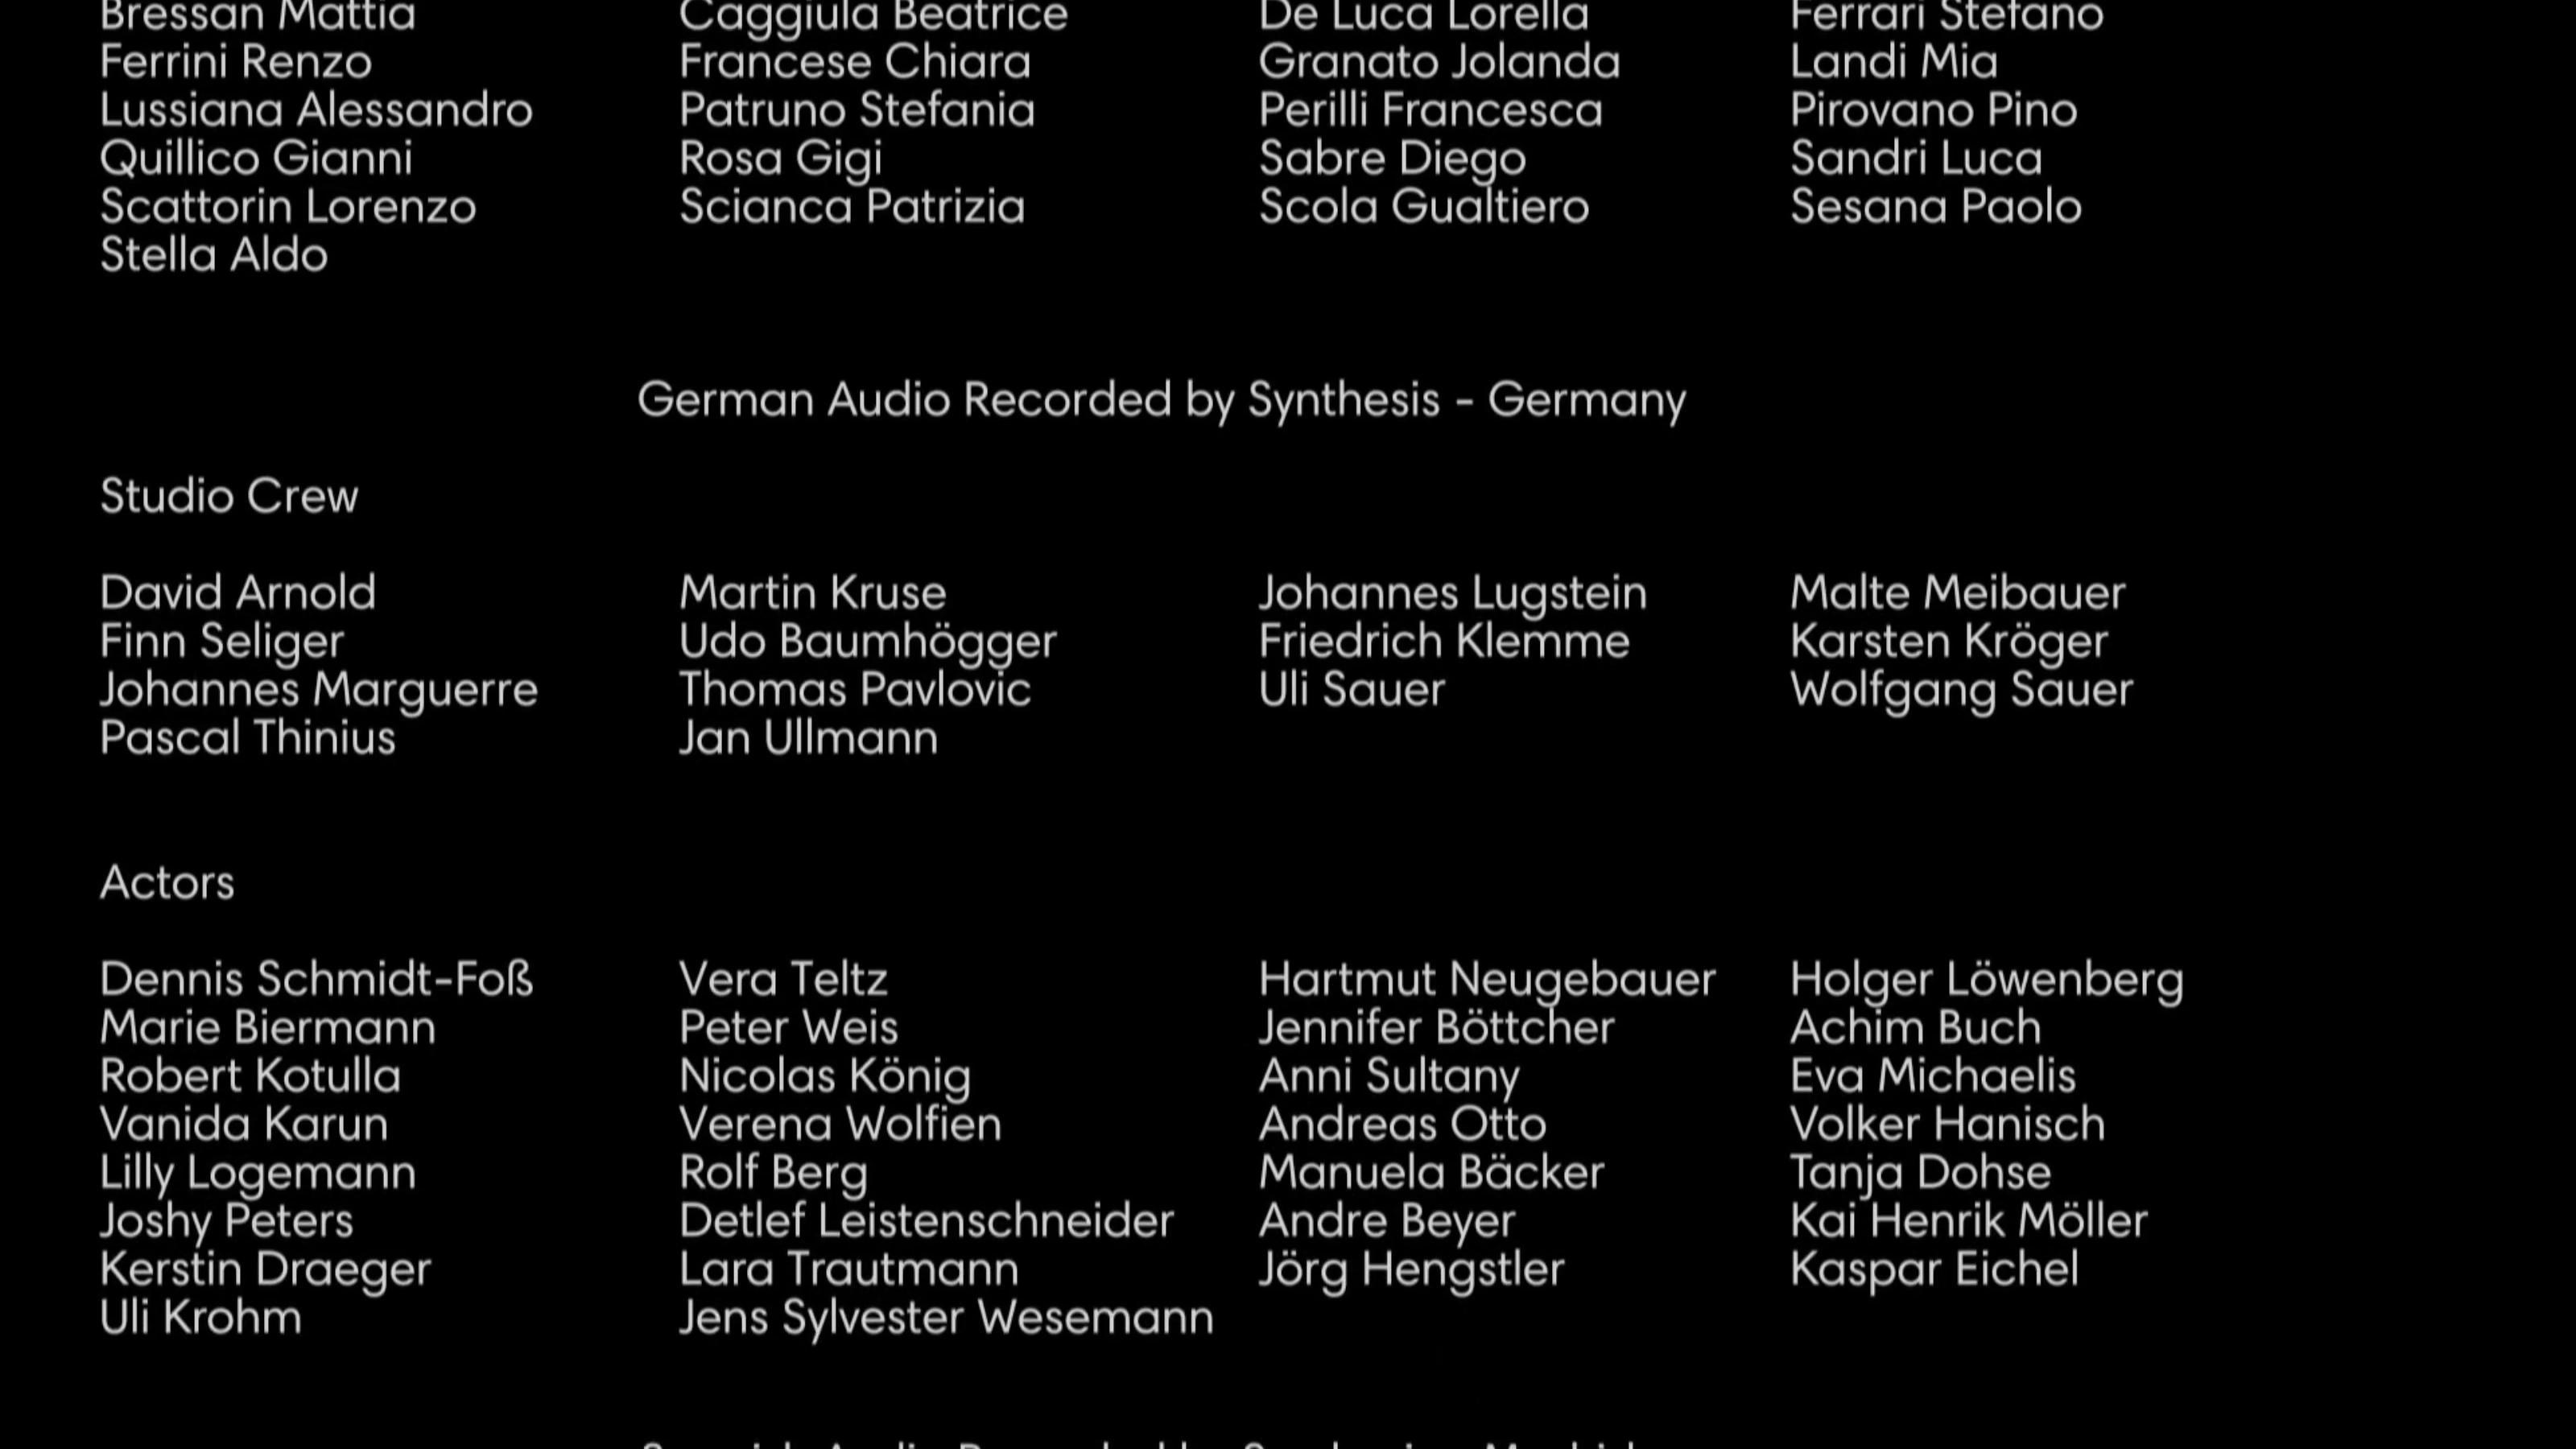 Bressan Mattia Caggiula Beatrice De Luca Lorella Ferrari Stefano
Ferrini Renzo Francese Chiara Granato Jolanda Landi Mia
Lussiana Alessandro Patruno Stefania Perilli Francesca Pirovano Pino
Quillico Gianni Rosa Gigi Sabre Diego Sandri Luca
Scattorin Lorenzo Scianca Patrizia Scola Gualtiero Sesana Paolo
Stella Aldo
German Audio Recorded by Synthesis - Germany
Studio Crew
David Arnold Martin Kruse Johannes Lugstein Malte Meibauer
Finn Seliger Udo Baumhögger Friedrich Klemme Karsten Kröger
Johannes Marguerre Thomas Pavlovic Uli Sauer Wolfgang Sauer
Pascal Thinius Jan Ullmann
Actors
Dennis Schmidt-Foß Vera Teltz Hartmut Neugebauer Holger Löwenberg
Marie Biermann Peter Weis Jennifer Böttcher Achim Buch
Robert Kotulla Nicolas König Anni Sultany Eva Michaelis
Vanida Karun Verena Wolfien Andreas Otto Volker Hanisch
Lilly Logemann Rolf Berg Manuela Bäcker Tanja Dohse
Joshy Peters Detlef Leistenschneider Andre Beyer Kai Henrik Möller
Kerstin Draeger Lara Trautmann Jörg Hengstler Kaspar Eichel
Uli Krohm Jens Sylvester Wesemann